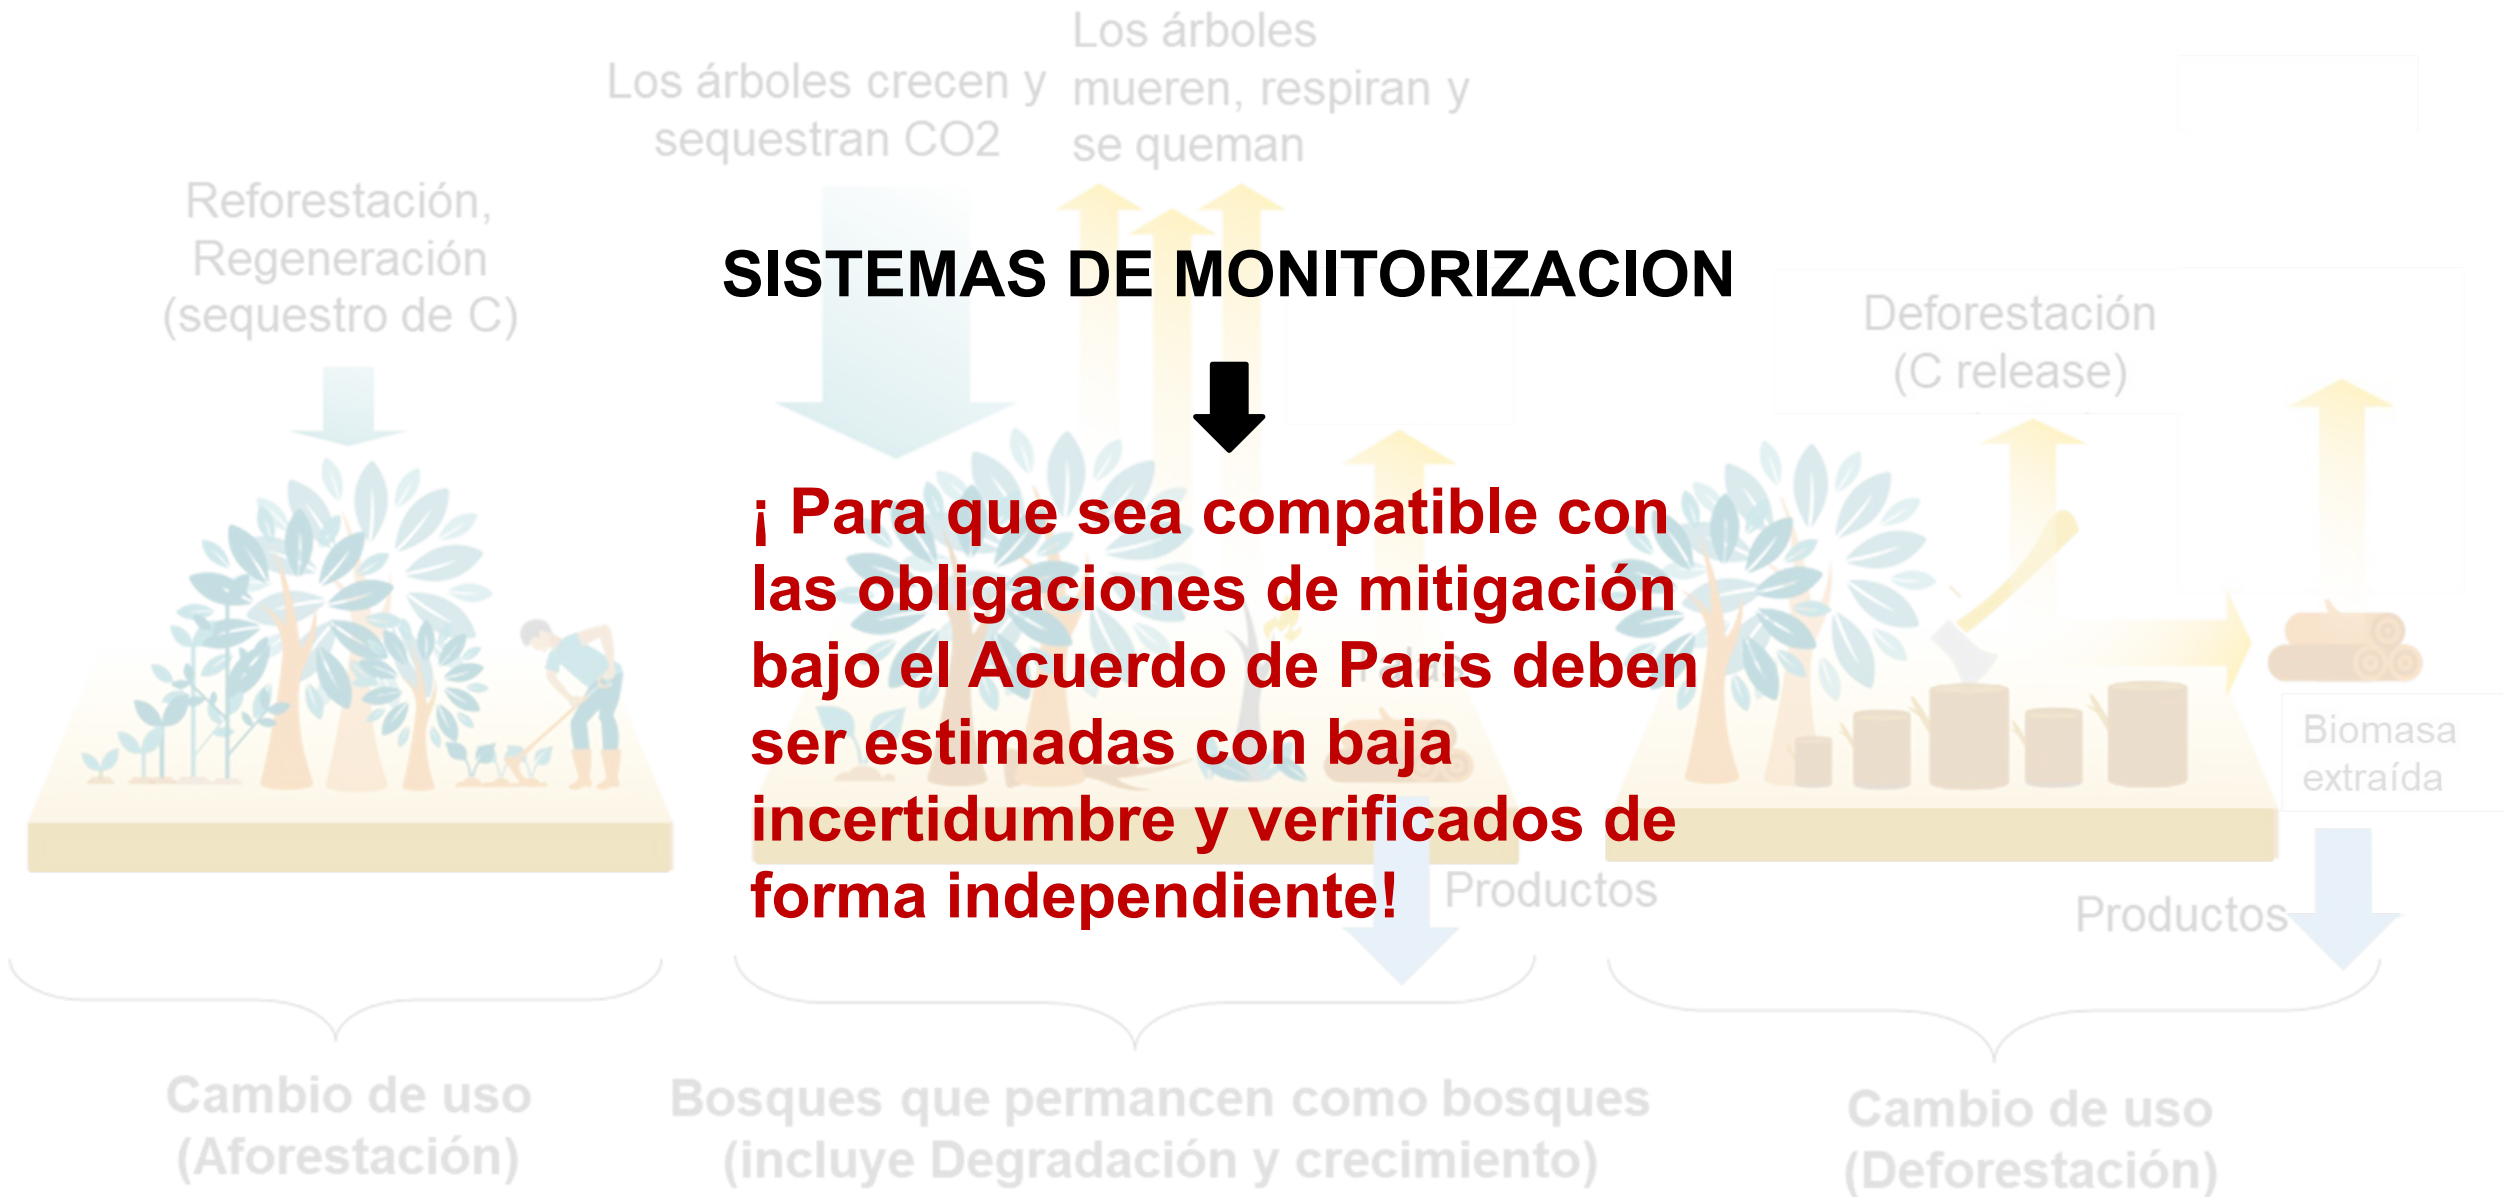 Los árboles crecen y
sequestran CO2
Los árboles
mueren, respiran y
se queman
Reforestación,
Regeneración
(sequestro de C)
SISTEMAS DE MONITORIZACION
Deforestación
(C release)
¡ Para que sea compatible con
las obligaciones de mitigación
bajo el Acuerdo de Paris deben
ser estimadas con baja
incertidumbre y verificados de
forma independiente!
Biomasa
extraída
Productos
Productos
Cambio de uso
(Aforestación)
Bosques que permancen como bosques
(incluye Degradación y crecimiento)
Cambio de uso
(Deforestación)